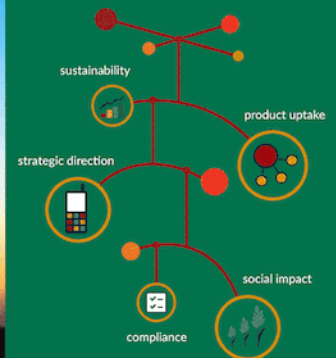 sustainability
product uptake
strategic direction
social impact
compliance